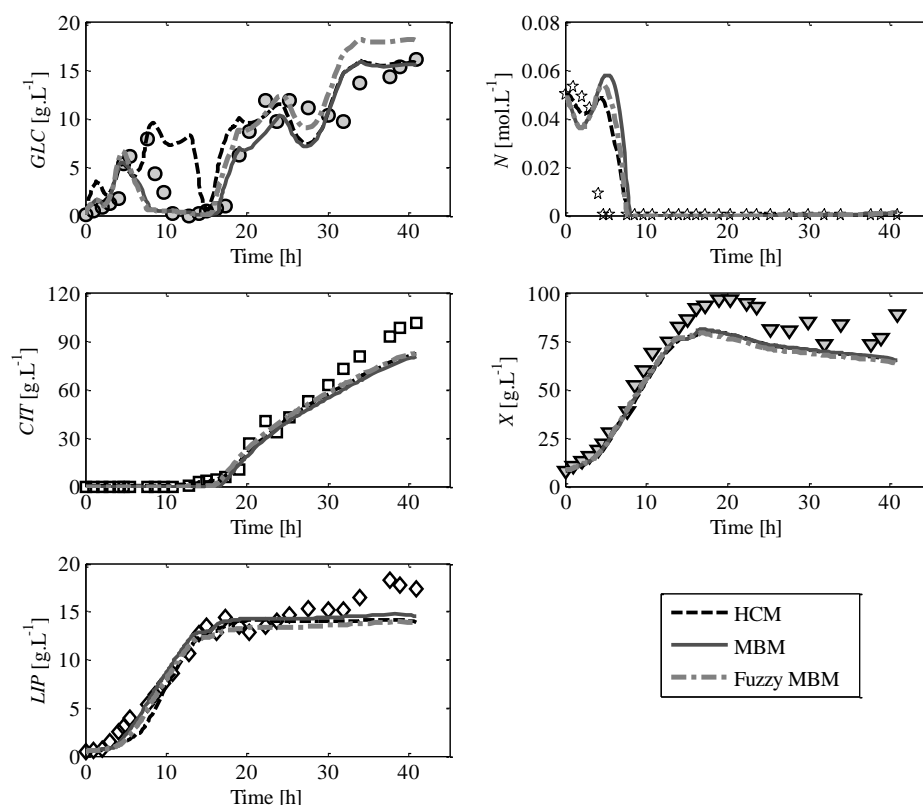 20
15
10
5
0
GLC [g.L⁻¹]
0 10 20 30 40
Time [h]
0.08
0.06
0.04
0.02
0
N [mol.L⁻¹]
0 10 20 30 40
Time [h]
120
90
60
30
0
CIT [g.L⁻¹]
0 10 20 30 40
Time [h]
100
75
50
25
0
X [g.L⁻¹]
0 10 20 30 40
Time [h]
20
15
10
5
0
LIP [g.L⁻¹]
0 10 20 30 40
Time [h]
HCM
MBM
Fuzzy MBM